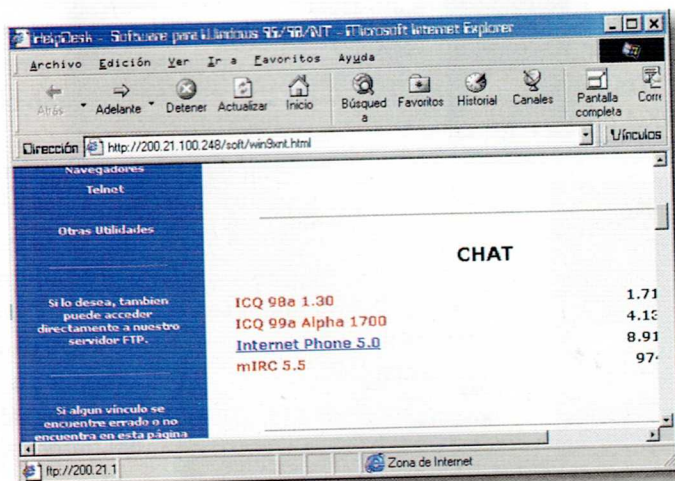 HelpDesk - Software para Windows 95/98/NT - Microsoft Internet Explorer
Archivo Edición Ver Ir a Favoritos Ayuda
Atrás Adelante Detener Actualizar Inicio Búsqued a Favoritos Historial Canales Pantalla completa Corre
Dirección http://200.21.100.248/soft/win9xnt.html Vínculos
Navegadores
Telnet
Otras Utilidades
Si lo desea, tambien
puede acceder
directamente a nuestro
servidor FTP.
Si algun vínculo se
encuentre errado o no
encuentra en esta página
CHAT
ICQ 98a 1.30 1.71
ICQ 99a Alpha 1700 4.13
Internet Phone 5.0 8.91
mIRC 5.5 974
ftp://200.21.1 Zona de Internet